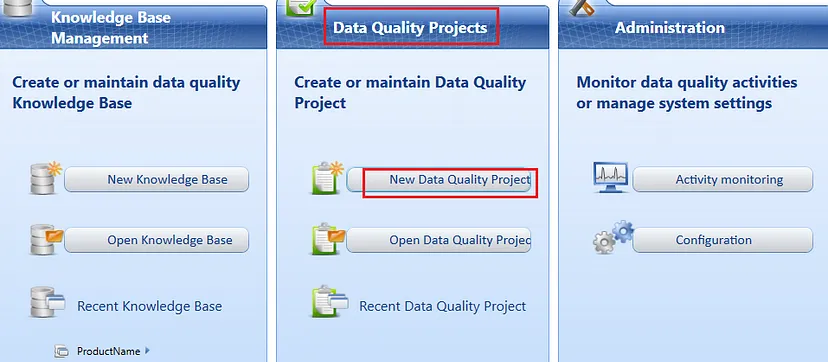 Knowledge Base
Management
Create or maintain data quality
Knowledge Base
New Knowledge Base
Open Knowledge Base
Recent Knowledge Base
ProductName
Data Quality Projects
Create or maintain Data Quality
Project
New Data Quality Project
Open Data Quality Projec
Recent Data Quality Project
Administration
Monitor data quality activities
or manage system settings
Activity monitoring
Configuration